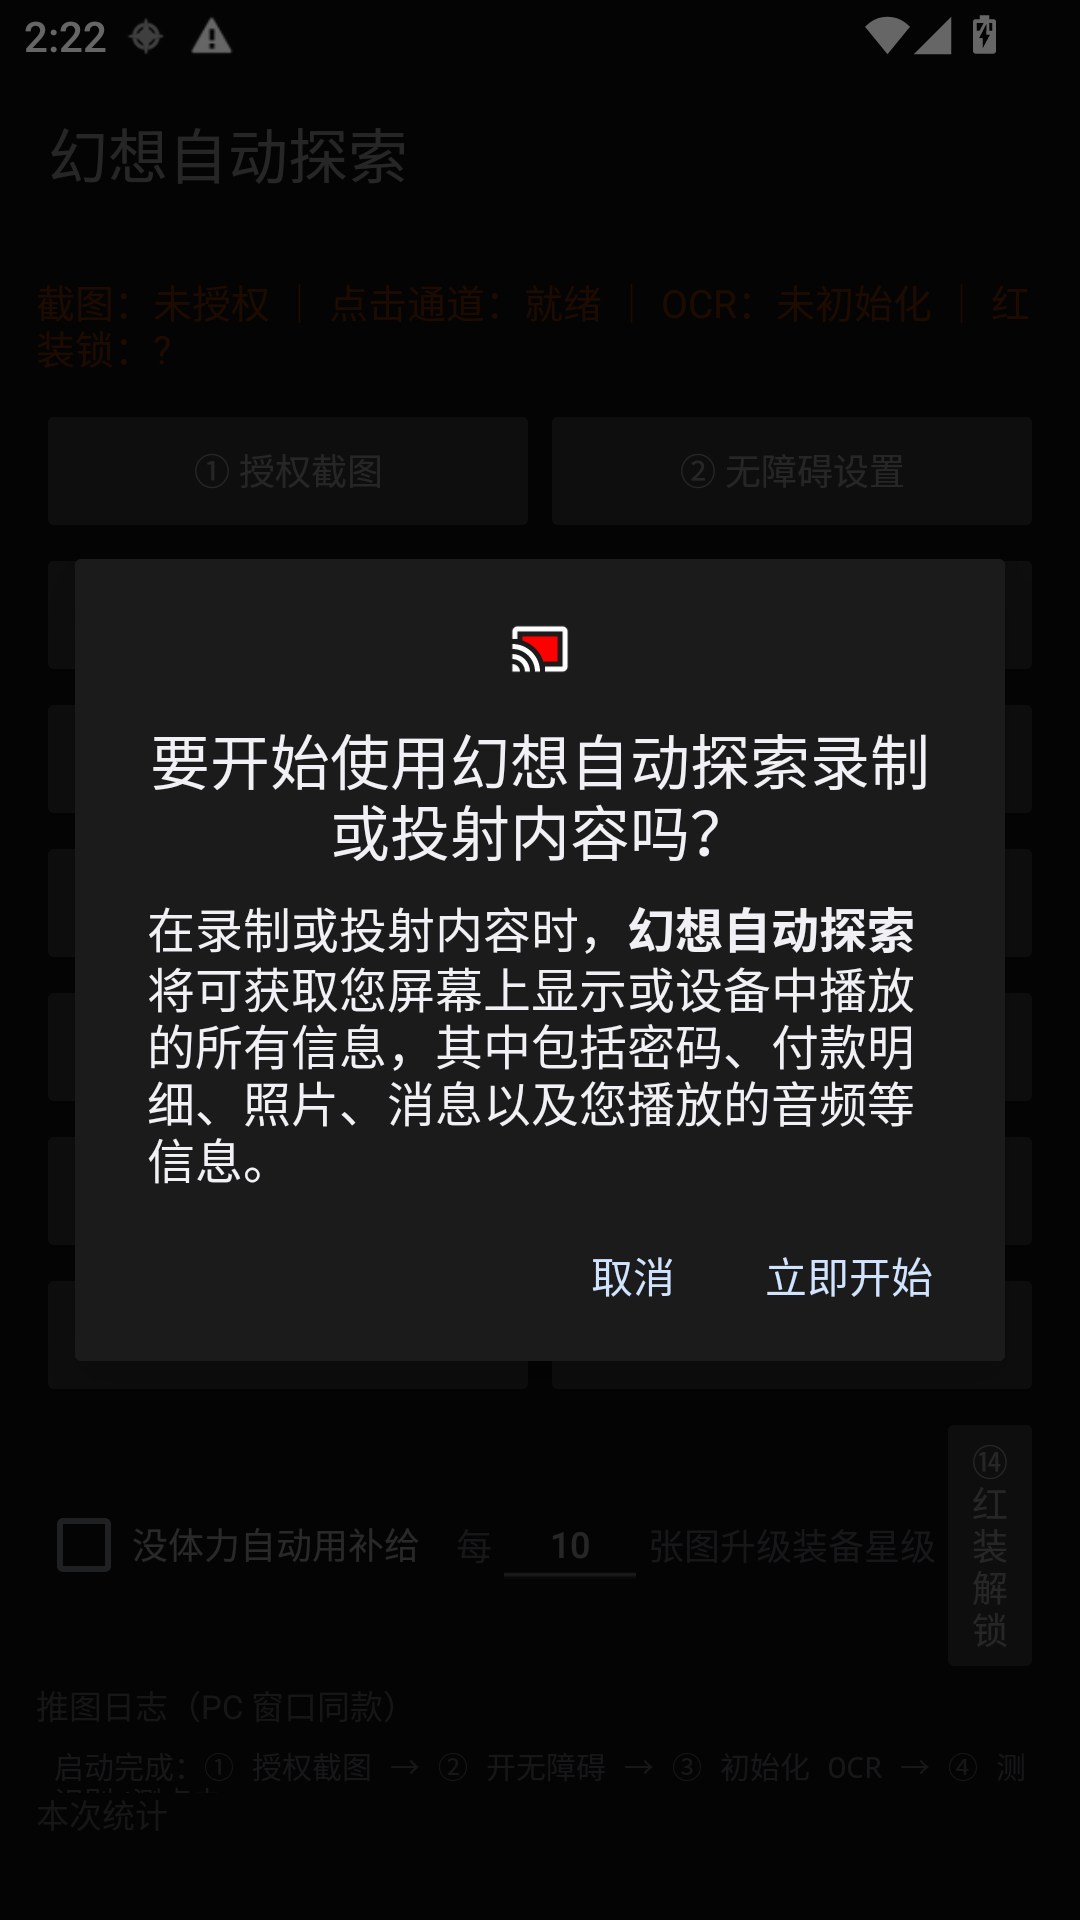 2:22
幻想自动探索
截图：未授权 ｜ 点击通道：就绪 ｜ OCR：未初始化 ｜ 红
装锁：?
① 授权截图
② 无障碍设置
要开始使用幻想自动探索录制
或投射内容吗?
在录制或投射内容时，幻想自动探索
将可获取您屏幕上显示或设备中播放
的所有信息，其中包括密码、付款明
细、照片、消息以及您播放的音频等
信息。
取消 立即开始
没体力自动用补给 每 10 张图升级装备星级
⑭
红
装
解
锁
推图日志（PC 窗口同款）
启动完成：① 授权截图 → ② 开无障碍 → ③ 初始化 OCR → ④ 测
本次统计